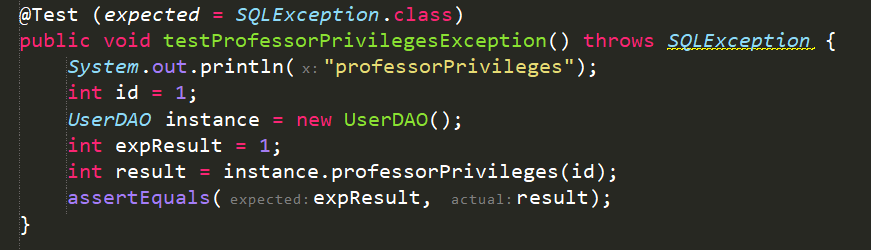 @Test (expected = SQLException.class)
public void testProfessorPrivilegesException() throws SQLException {
System.out.println( x: "professorPrivileges");
int id = 1;
UserDAO instance = new UserDAO();
int expResult = 1;
int result = instance.professorPrivileges(id);
assertEquals( expected: expResult, actual: result);
}